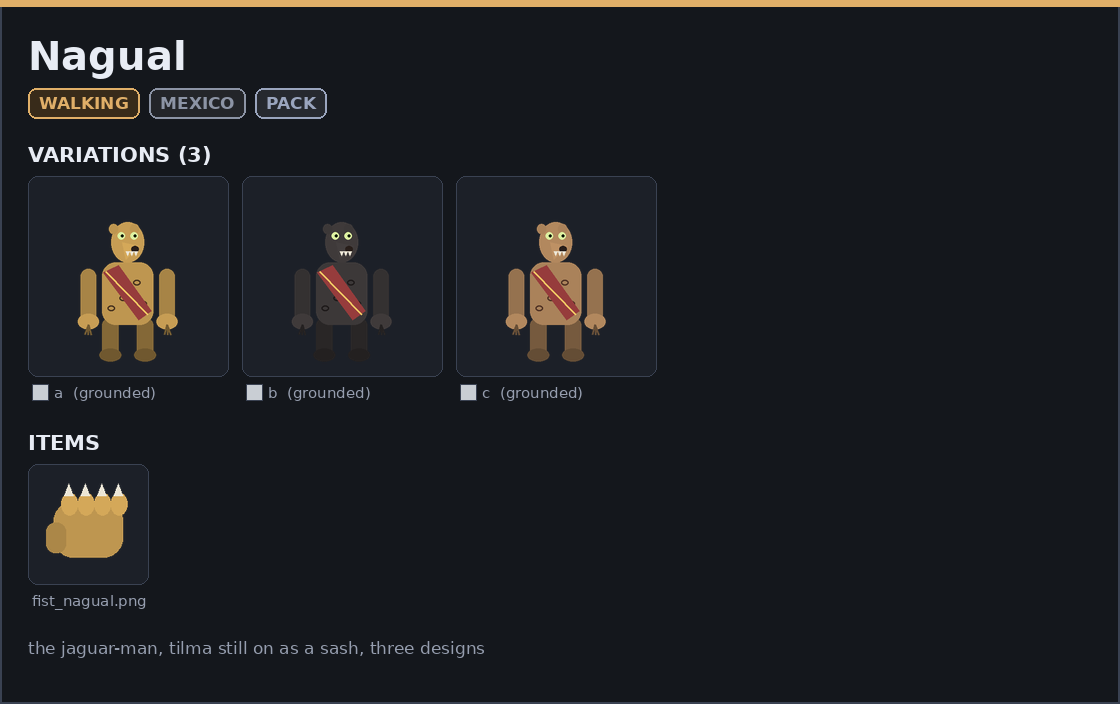 Nagual
WALKING MEXICO PACK
VARIATIONS (3)
a (grounded) b (grounded) c (grounded)
ITEMS
fist_nagual.png
the jaguar-man, tilma still on as a sash, three designs